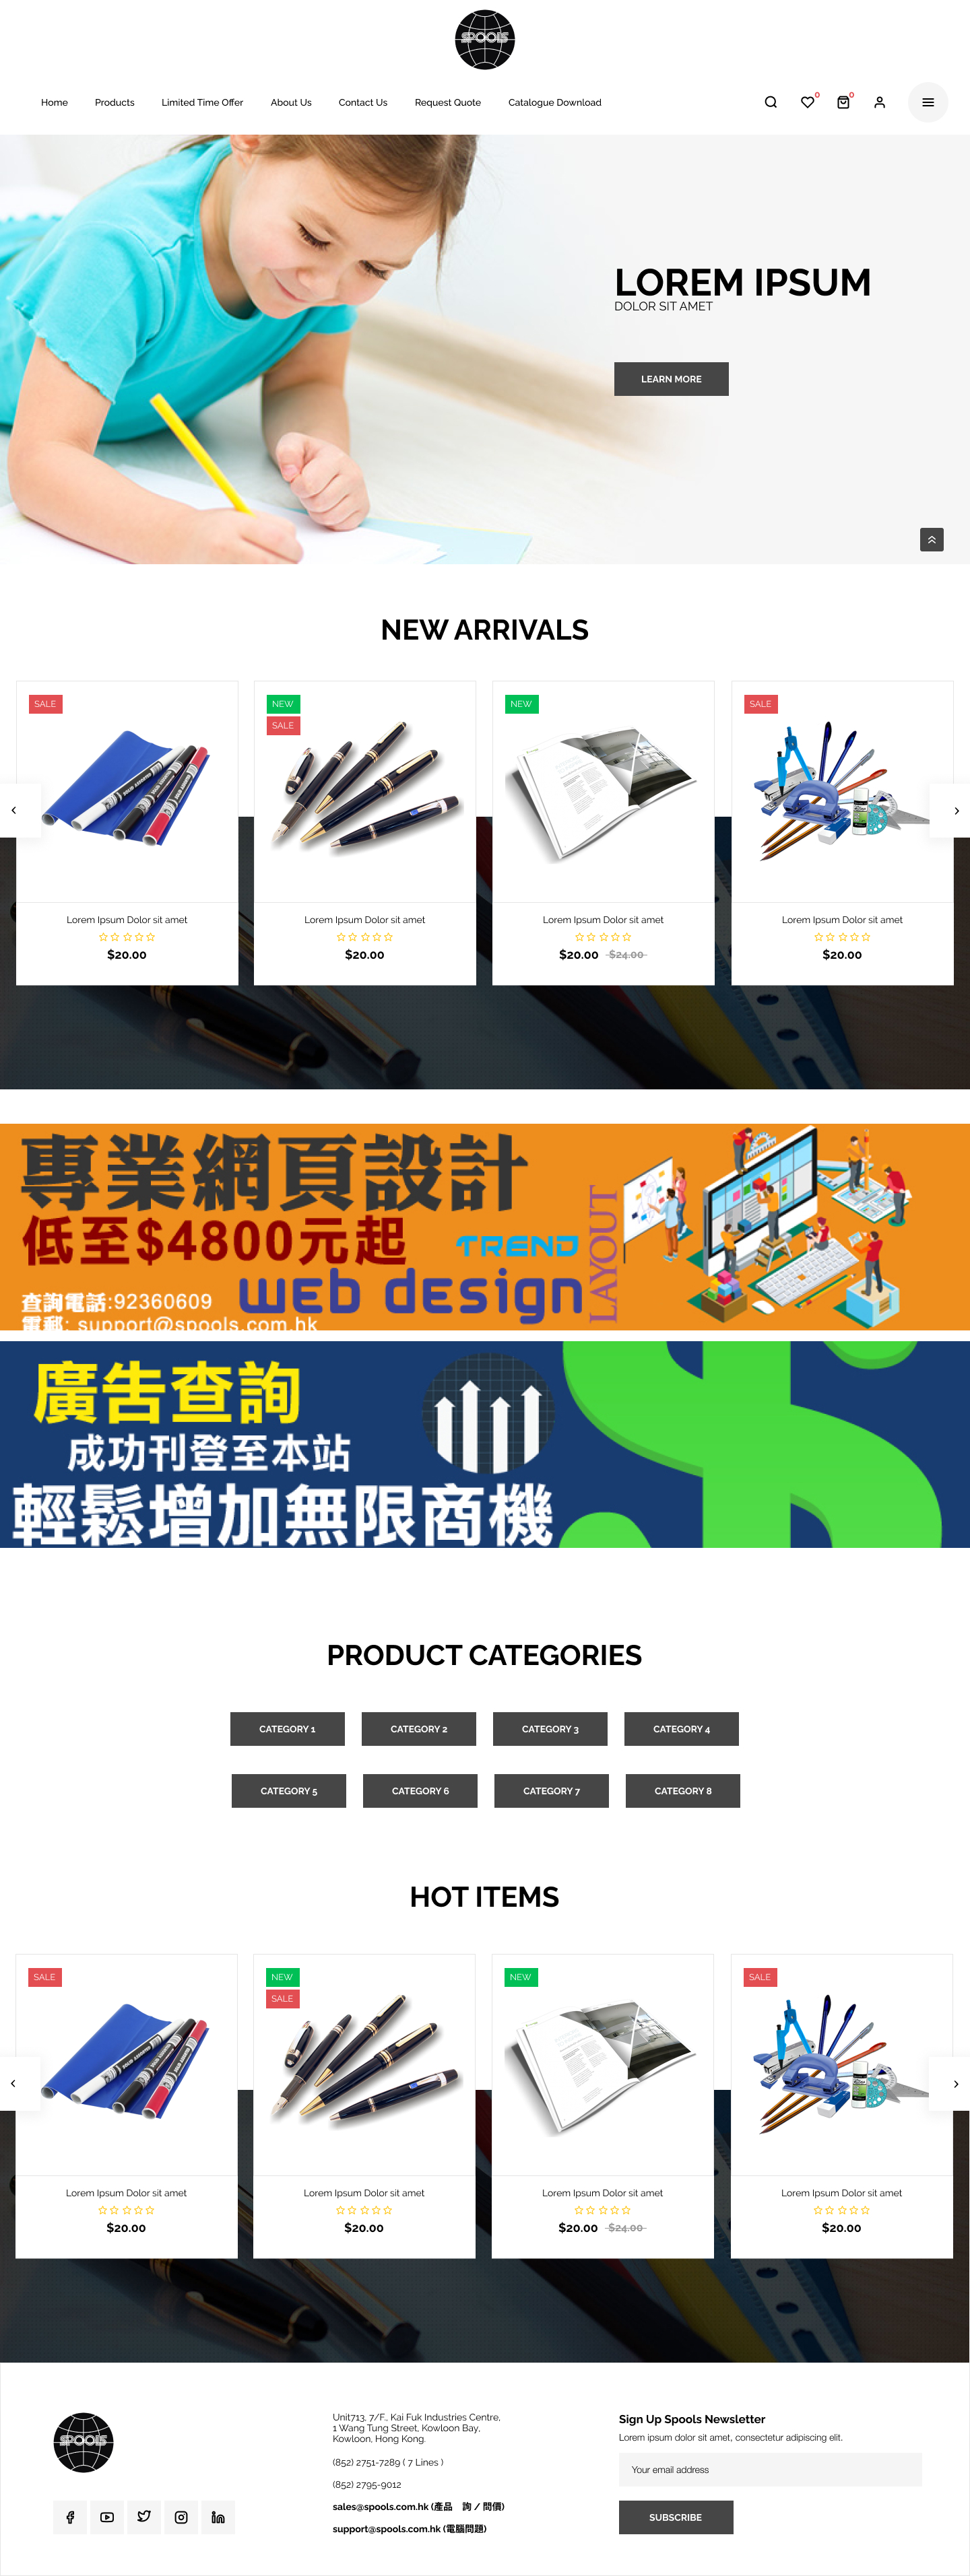 SPOOLS
Home Products Limited Time Offer About Us Contact Us Request Quote Catalogue Download
0 0
LOREM IPSUM
DOLOR SIT AMET
LEARN MORE
NEW ARRIVALS
SALE
NEW
SALE
NEW
SALE
Lorem Ipsum Dolor sit amet
$20.00
Lorem Ipsum Dolor sit amet
$20.00
Lorem Ipsum Dolor sit amet
$20.00 $24.00
Lorem Ipsum Dolor sit amet
$20.00
專業網頁設計
低至$4800元起
TREND
web design
LAYOUT
查詢電話:92360609
電郵: support@spools.com.hk
廣告查詢
成功刊登至本站
輕鬆增加無限商機
PRODUCT CATEGORIES
CATEGORY 1 CATEGORY 2 CATEGORY 3 CATEGORY 4
CATEGORY 5 CATEGORY 6 CATEGORY 7 CATEGORY 8
HOT ITEMS
SALE
NEW
SALE
NEW
SALE
Lorem Ipsum Dolor sit amet
$20.00
Lorem Ipsum Dolor sit amet
$20.00
Lorem Ipsum Dolor sit amet
$20.00 $24.00
Lorem Ipsum Dolor sit amet
$20.00
SPOOLS
Unit713, 7/F., Kai Fuk Industries Centre,
1 Wang Tung Street, Kowloon Bay,
Kowloon, Hong Kong.
(852) 2751-7289 ( 7 Lines )
(852) 2795-9012
sales@spools.com.hk (產品 詢 / 問價)
support@spools.com.hk (電腦問題)
Sign Up Spools Newsletter
Lorem ipsum dolor sit amet, consectetur adipiscing elit.
Your email address
SUBSCRIBE